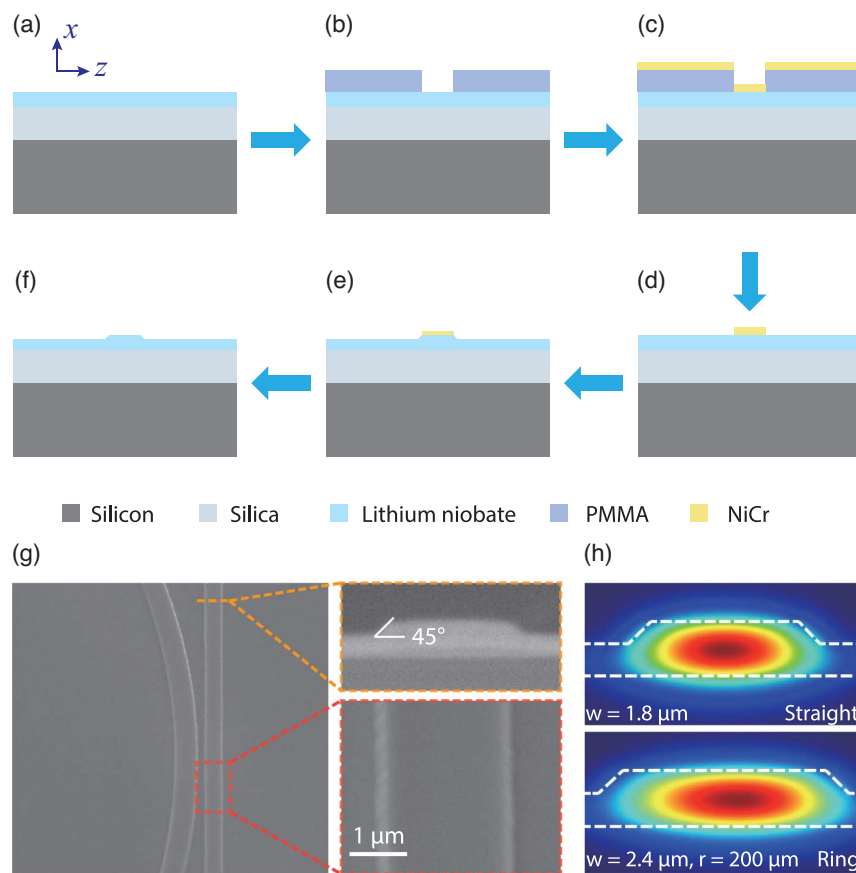 (a)
(b)
(c)
x
z
(f)
(e)
(d)
Silicon
Silica
Lithium niobate
PMMA
NiCr
(g)
(h)
45°
1 µm
w = 1.8 µm
Straight
w = 2.4 µm, r = 200 µm
Ring